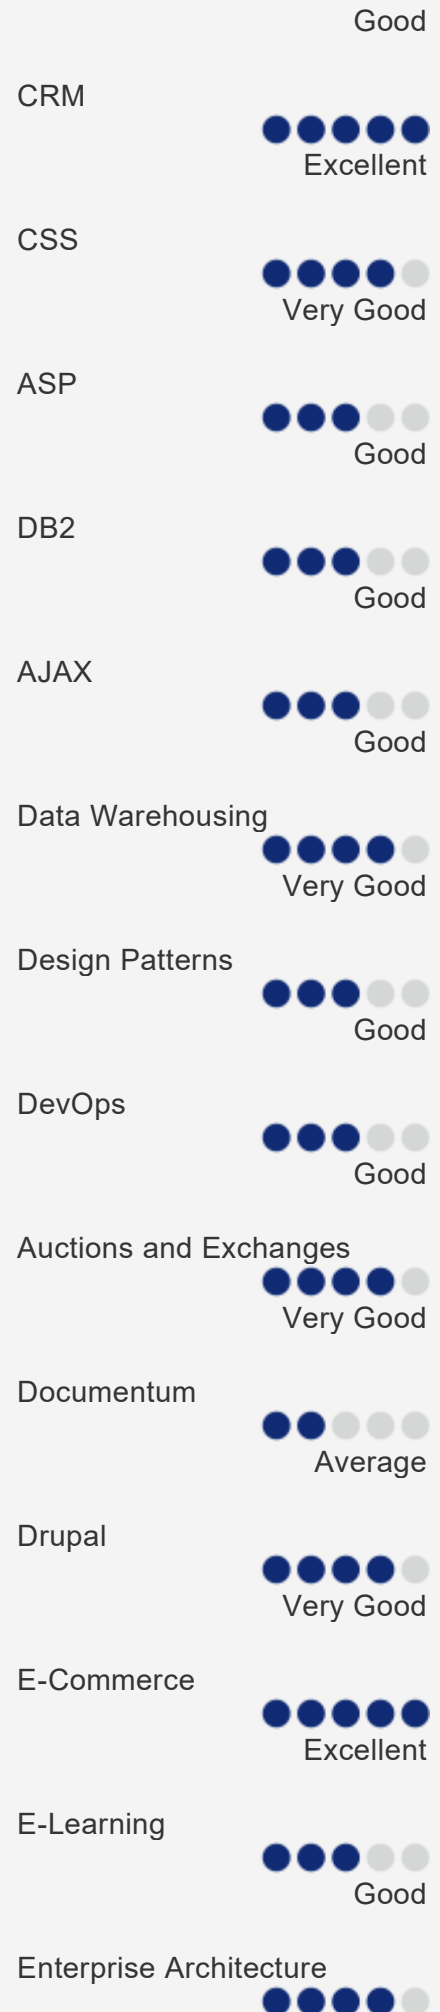 Good
CRM
Excellent
CSS
Very Good
ASP
Good
DB2
Good
AJAX
Good
Data Warehousing
Very Good
Design Patterns
Good
DevOps
Good
Auctions and Exchanges
Very Good
Documentum
Average
Drupal
Very Good
E-Commerce
Excellent
E-Learning
Good
Enterprise Architecture